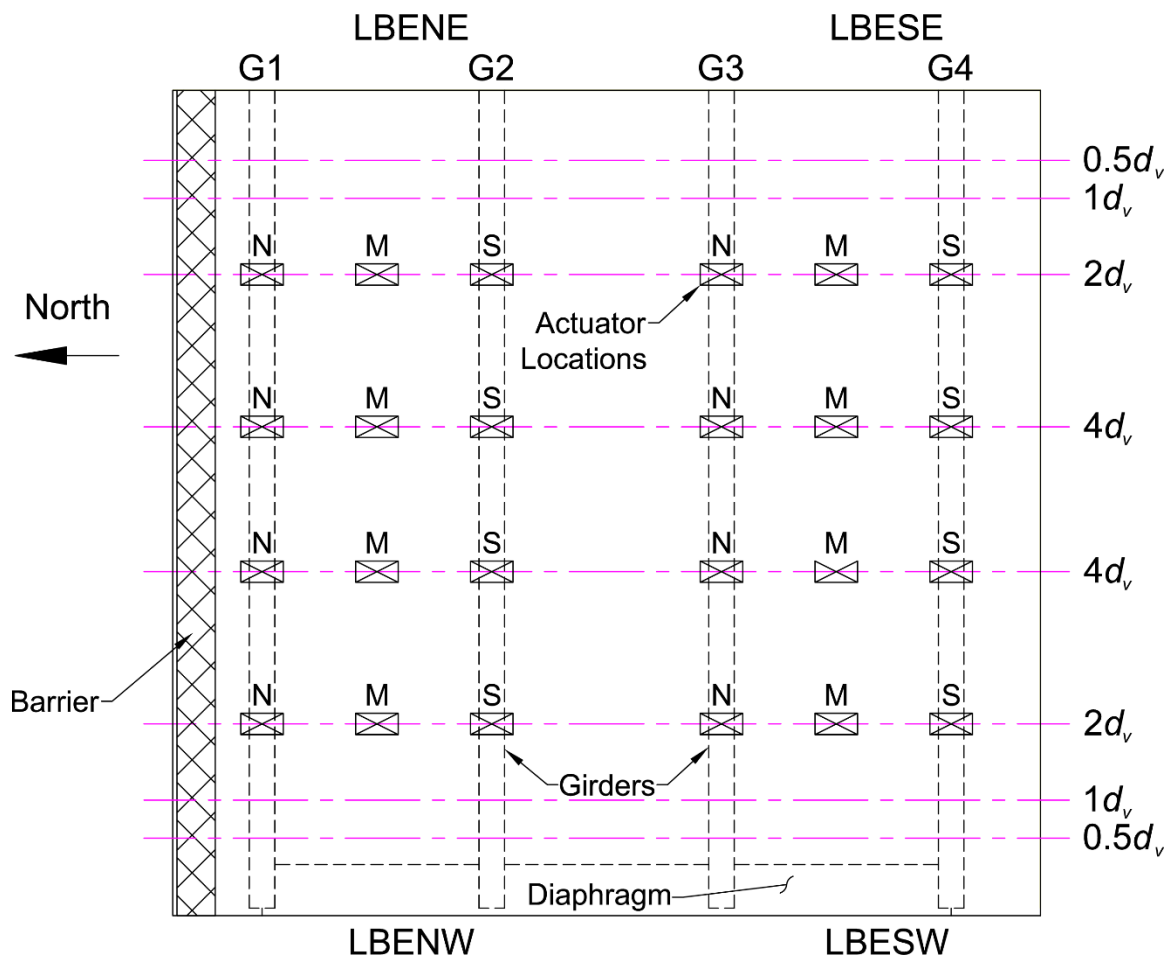 LBENE LBESE
G1 G2 G3 G4
0.5dv
1dv
N M S N M S
2dv
North
Actuator
Locations
N M S N M S
4dv
N M S N M S
4dv
Barrier
N M S N M S
2dv
Girders
1dv
0.5dv
Diaphragm
LBENW LBESW